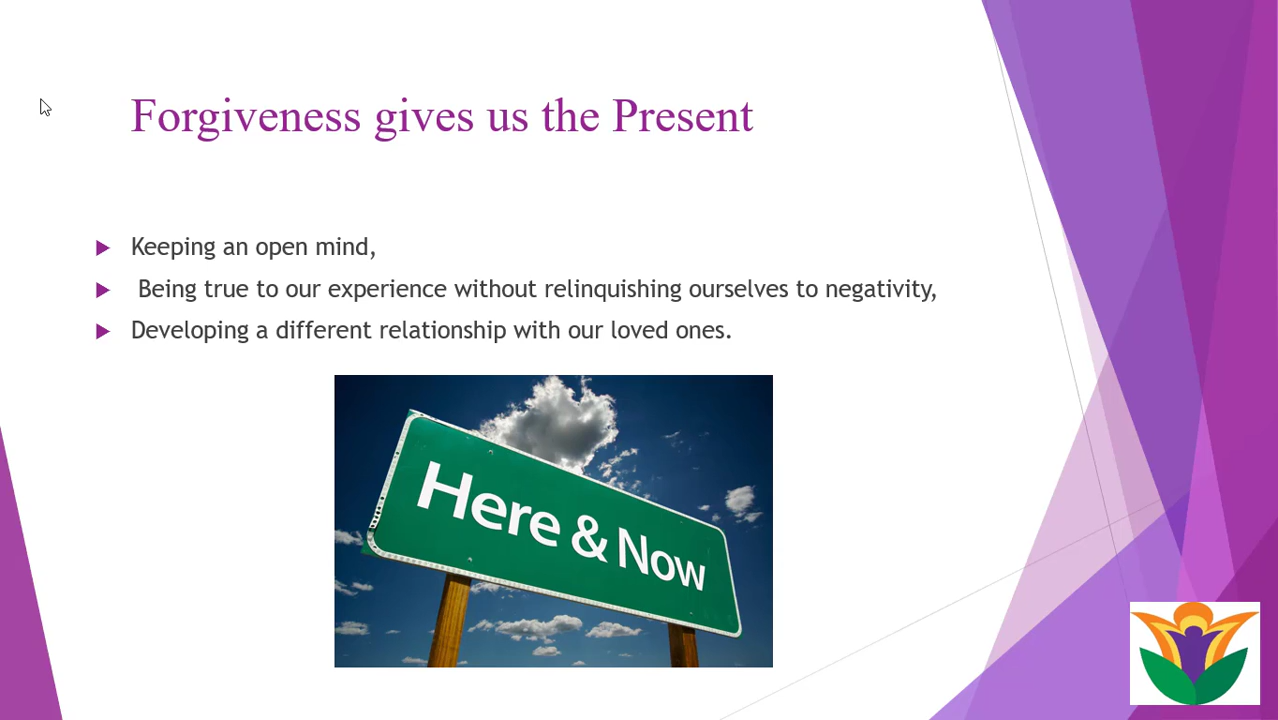 Forgiveness gives us the Present
Keeping an open mind,
Being true to our experience without relinquishing ourselves to negativity,
Developing a different relationship with our loved ones.
Here & Now